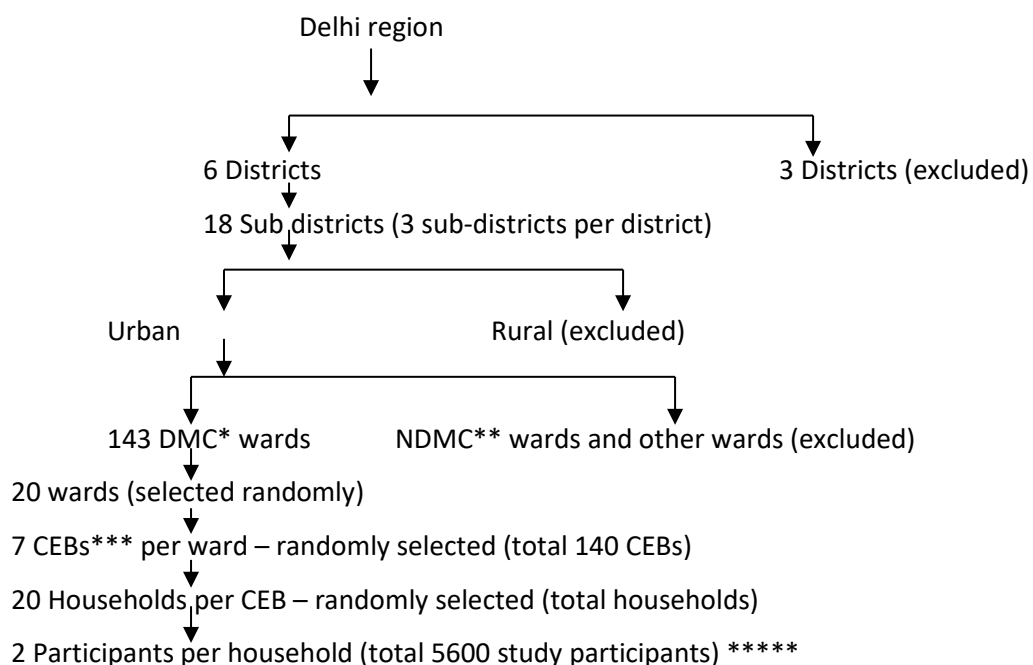 Delhi region
6 Districts 3 Districts (excluded)
18 Sub districts (3 sub-districts per district)
Urban Rural (excluded)
143 DMC* wards NDMC** wards and other wards (excluded)
20 wards (selected randomly)
7 CEBs*** per ward – randomly selected (total 140 CEBs)
20 Households per CEB – randomly selected (total households)
2 Participants per household (total 5600 study participants) *****